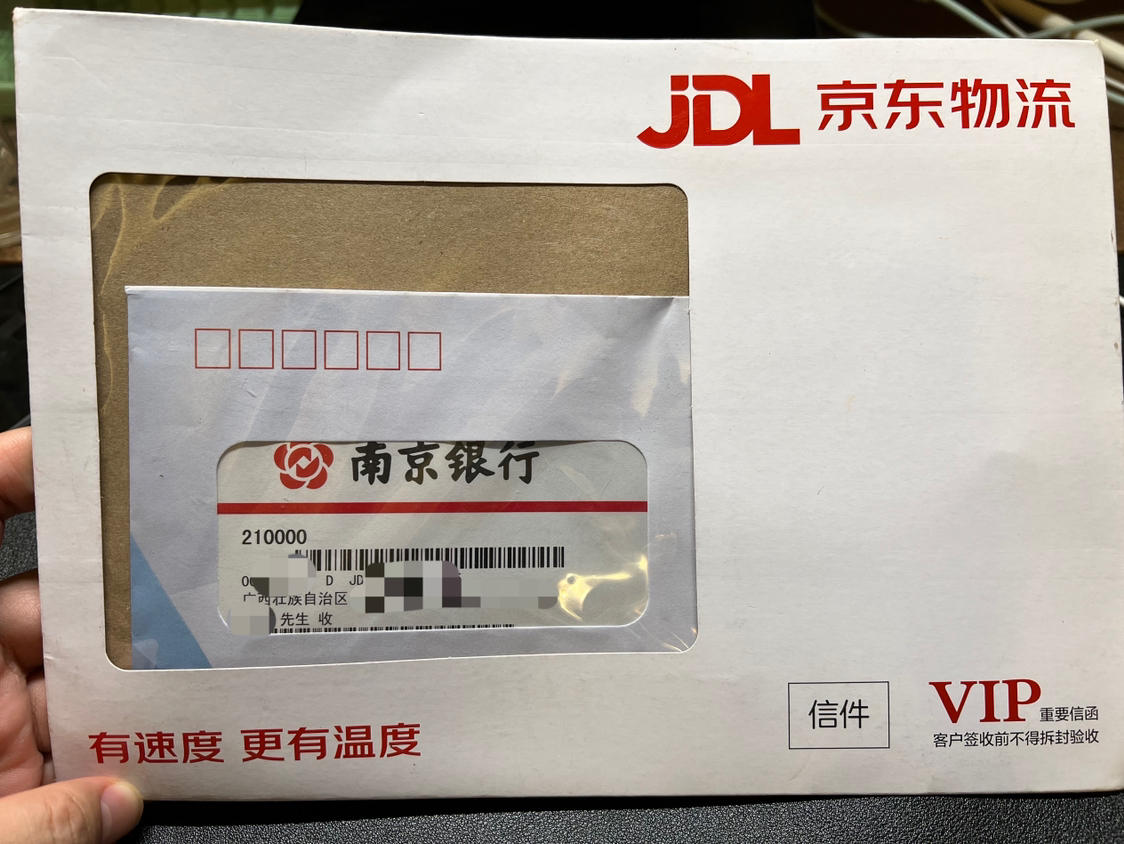 JDL 京东物流
南京银行
210000
D JD
广西壮族自治区
先生 收
有速度 更有温度
信件
VIP 重要信函
客户签收前不得拆封验收